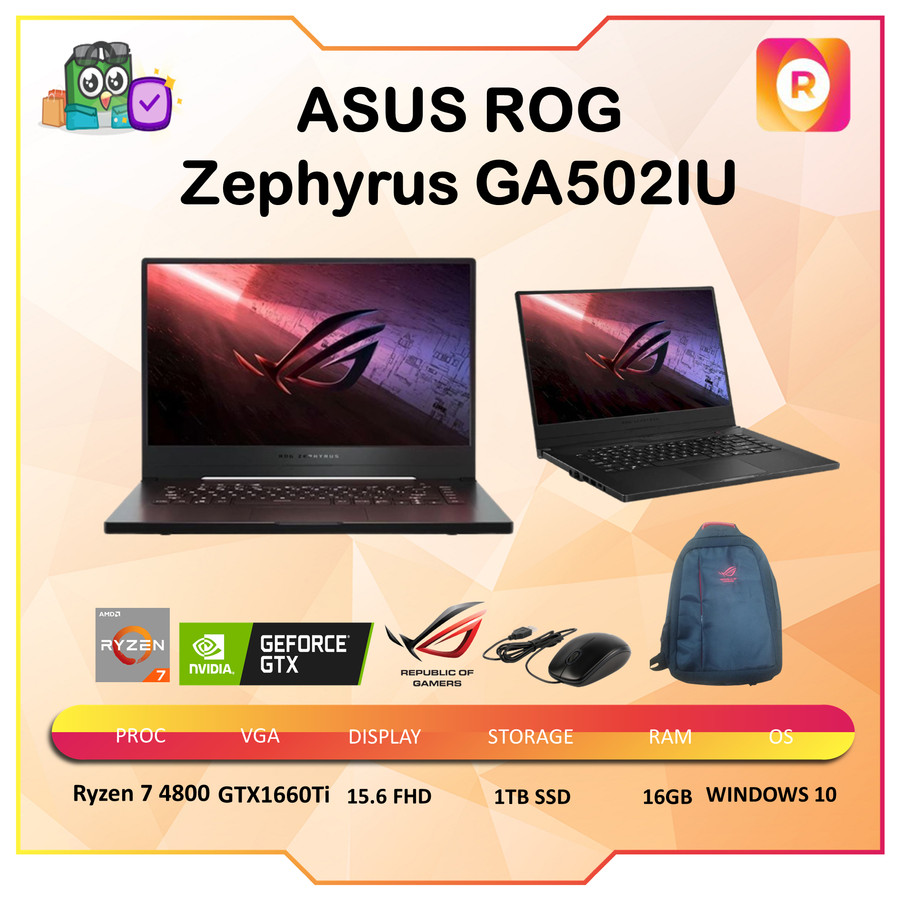 ASUS ROG
Zephyrus GA502IU
R
ROG ZEPHYRUS
AMD
RYZEN
7
NVIDIA.
GEFORCE
GTX
REPUBLIC OF
GAMERS
PROC VGA DISPLAY STORAGE RAM OS
Ryzen 7 4800 GTX1660Ti 15.6 FHD 1TB SSD 16GB WINDOWS 10